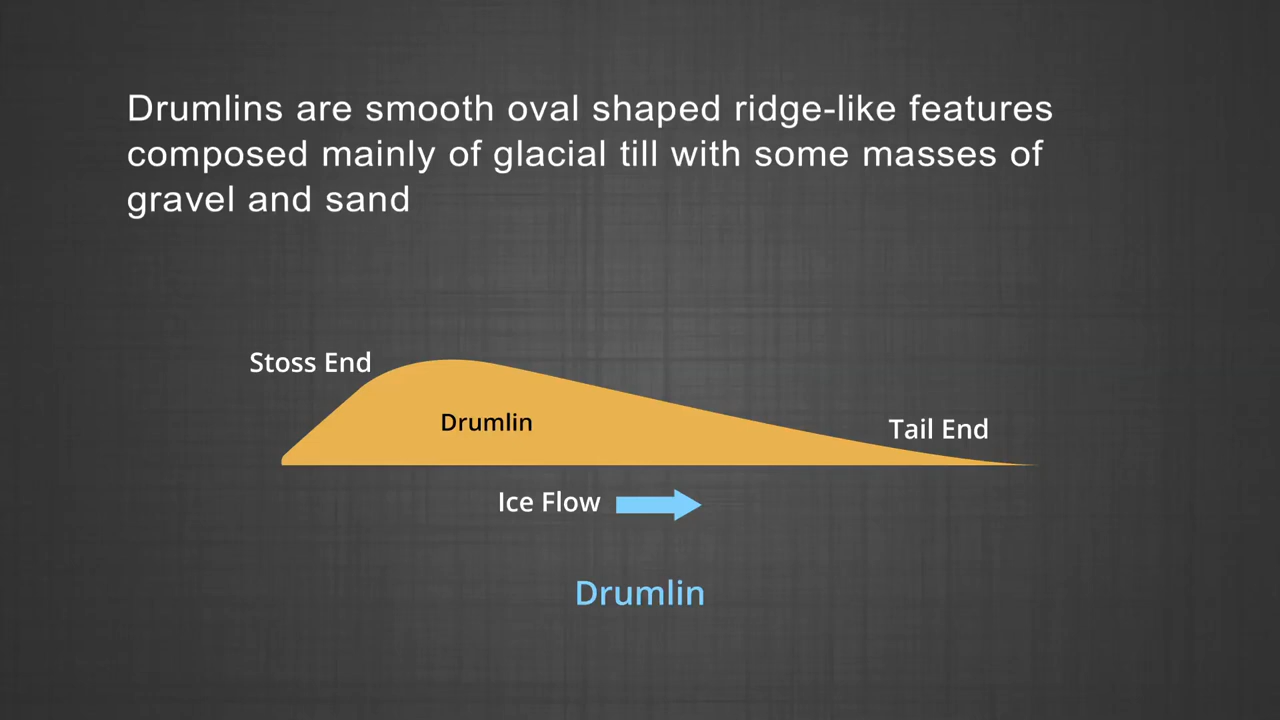 Drumlins are smooth oval shaped ridge-like features
composed mainly of glacial till with some masses of
gravel and sand
Stoss End
Drumlin
Tail End
Ice Flow
Drumlin